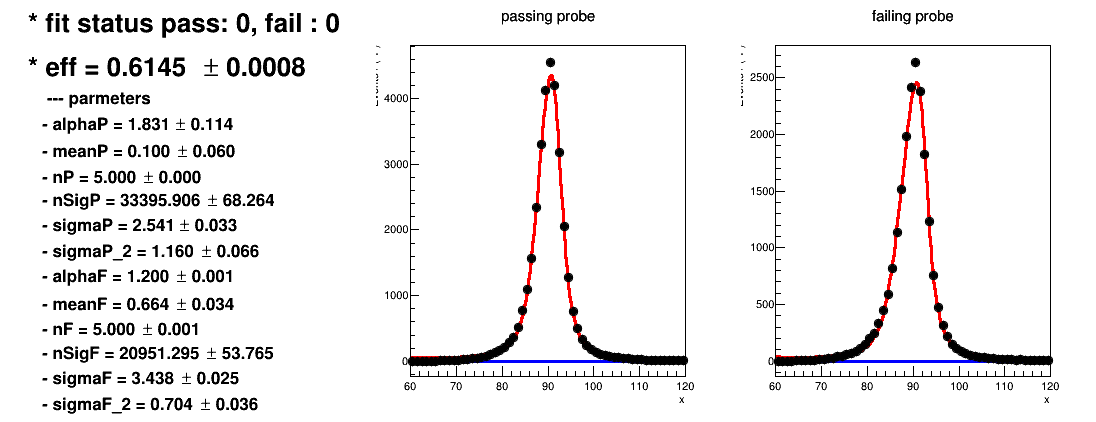 * fit status pass: 0, fail : 0
* eff = 0.6145 ± 0.0008
--- parmeters
- alphaP = 1.831 ± 0.114
- meanP = 0.100 ± 0.060
- nP = 5.000 ± 0.000
- nSigP = 33395.906 ± 68.264
- sigmaP = 2.541 ± 0.033
- sigmaP_2 = 1.160 ± 0.066
- alphaF = 1.200 ± 0.001
- meanF = 0.664 ± 0.034
- nF = 5.000 ± 0.001
- nSigF = 20951.295 ± 53.765
- sigmaF = 3.438 ± 0.025
- sigmaF_2 = 0.704 ± 0.036
passing probe
4000
3000
2000
1000
0
60 70 80 90 100 110 120
x
failing probe
2500
2000
1500
1000
500
0
60 70 80 90 100 110 120
x